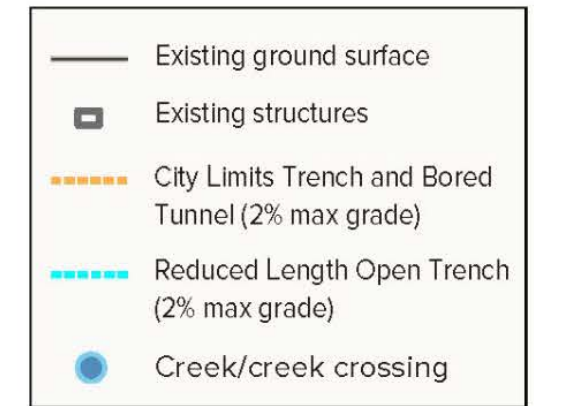 Existing ground surface
Existing structures
City Limits Trench and Bored
Tunnel (2% max grade)
Reduced Length Open Trench
(2% max grade)
Creek/creek crossing